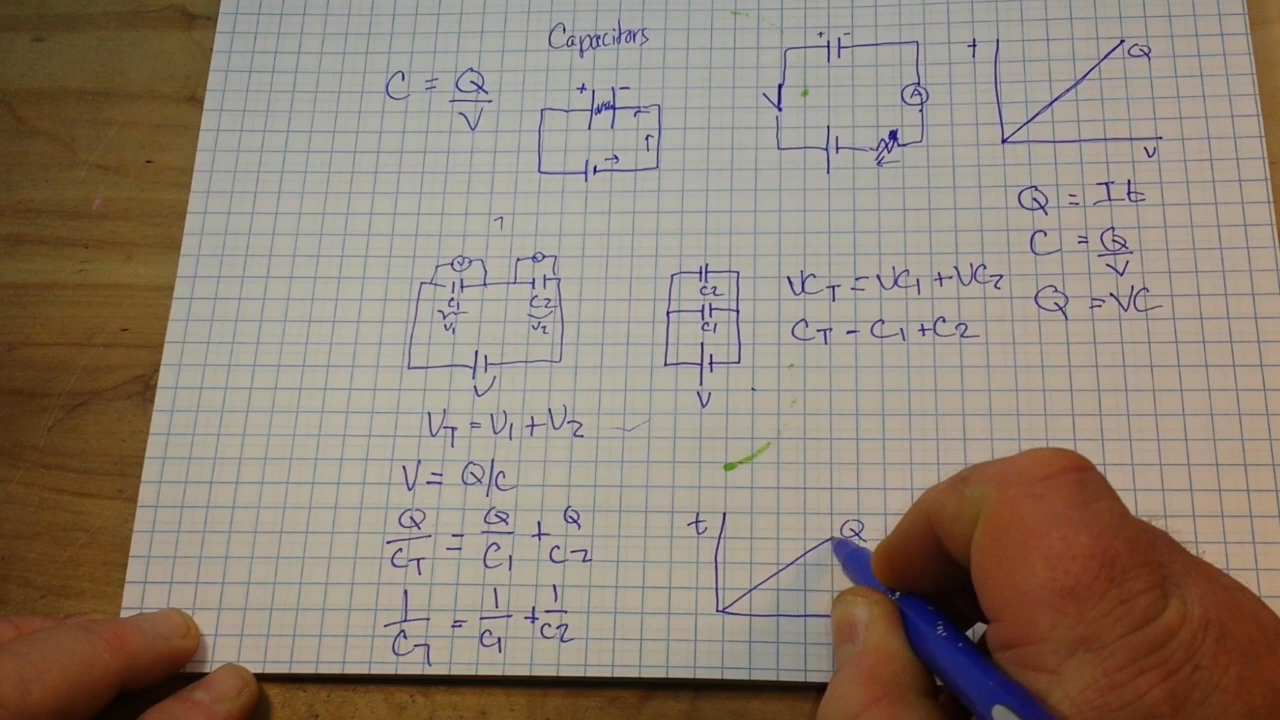 Capacitors
C = Q/V
+ -
+ -
A
t
Q
V
Q = It
C = Q/V
Q = VC
V
C1
V1
C2
V2
V
C2
C1
V
VCT = VC1 + VC2
CT - C1 + C2
VT = V1 + V2
V = Q/C
Q/CT = Q/C1 + Q/C2
1/CT = 1/C1 + 1/C2
t
Q